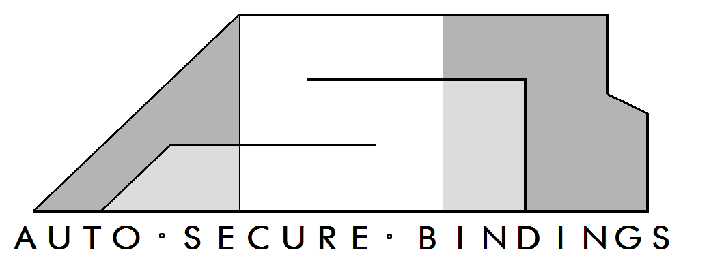 AUTO · SECURE · BINDINGS